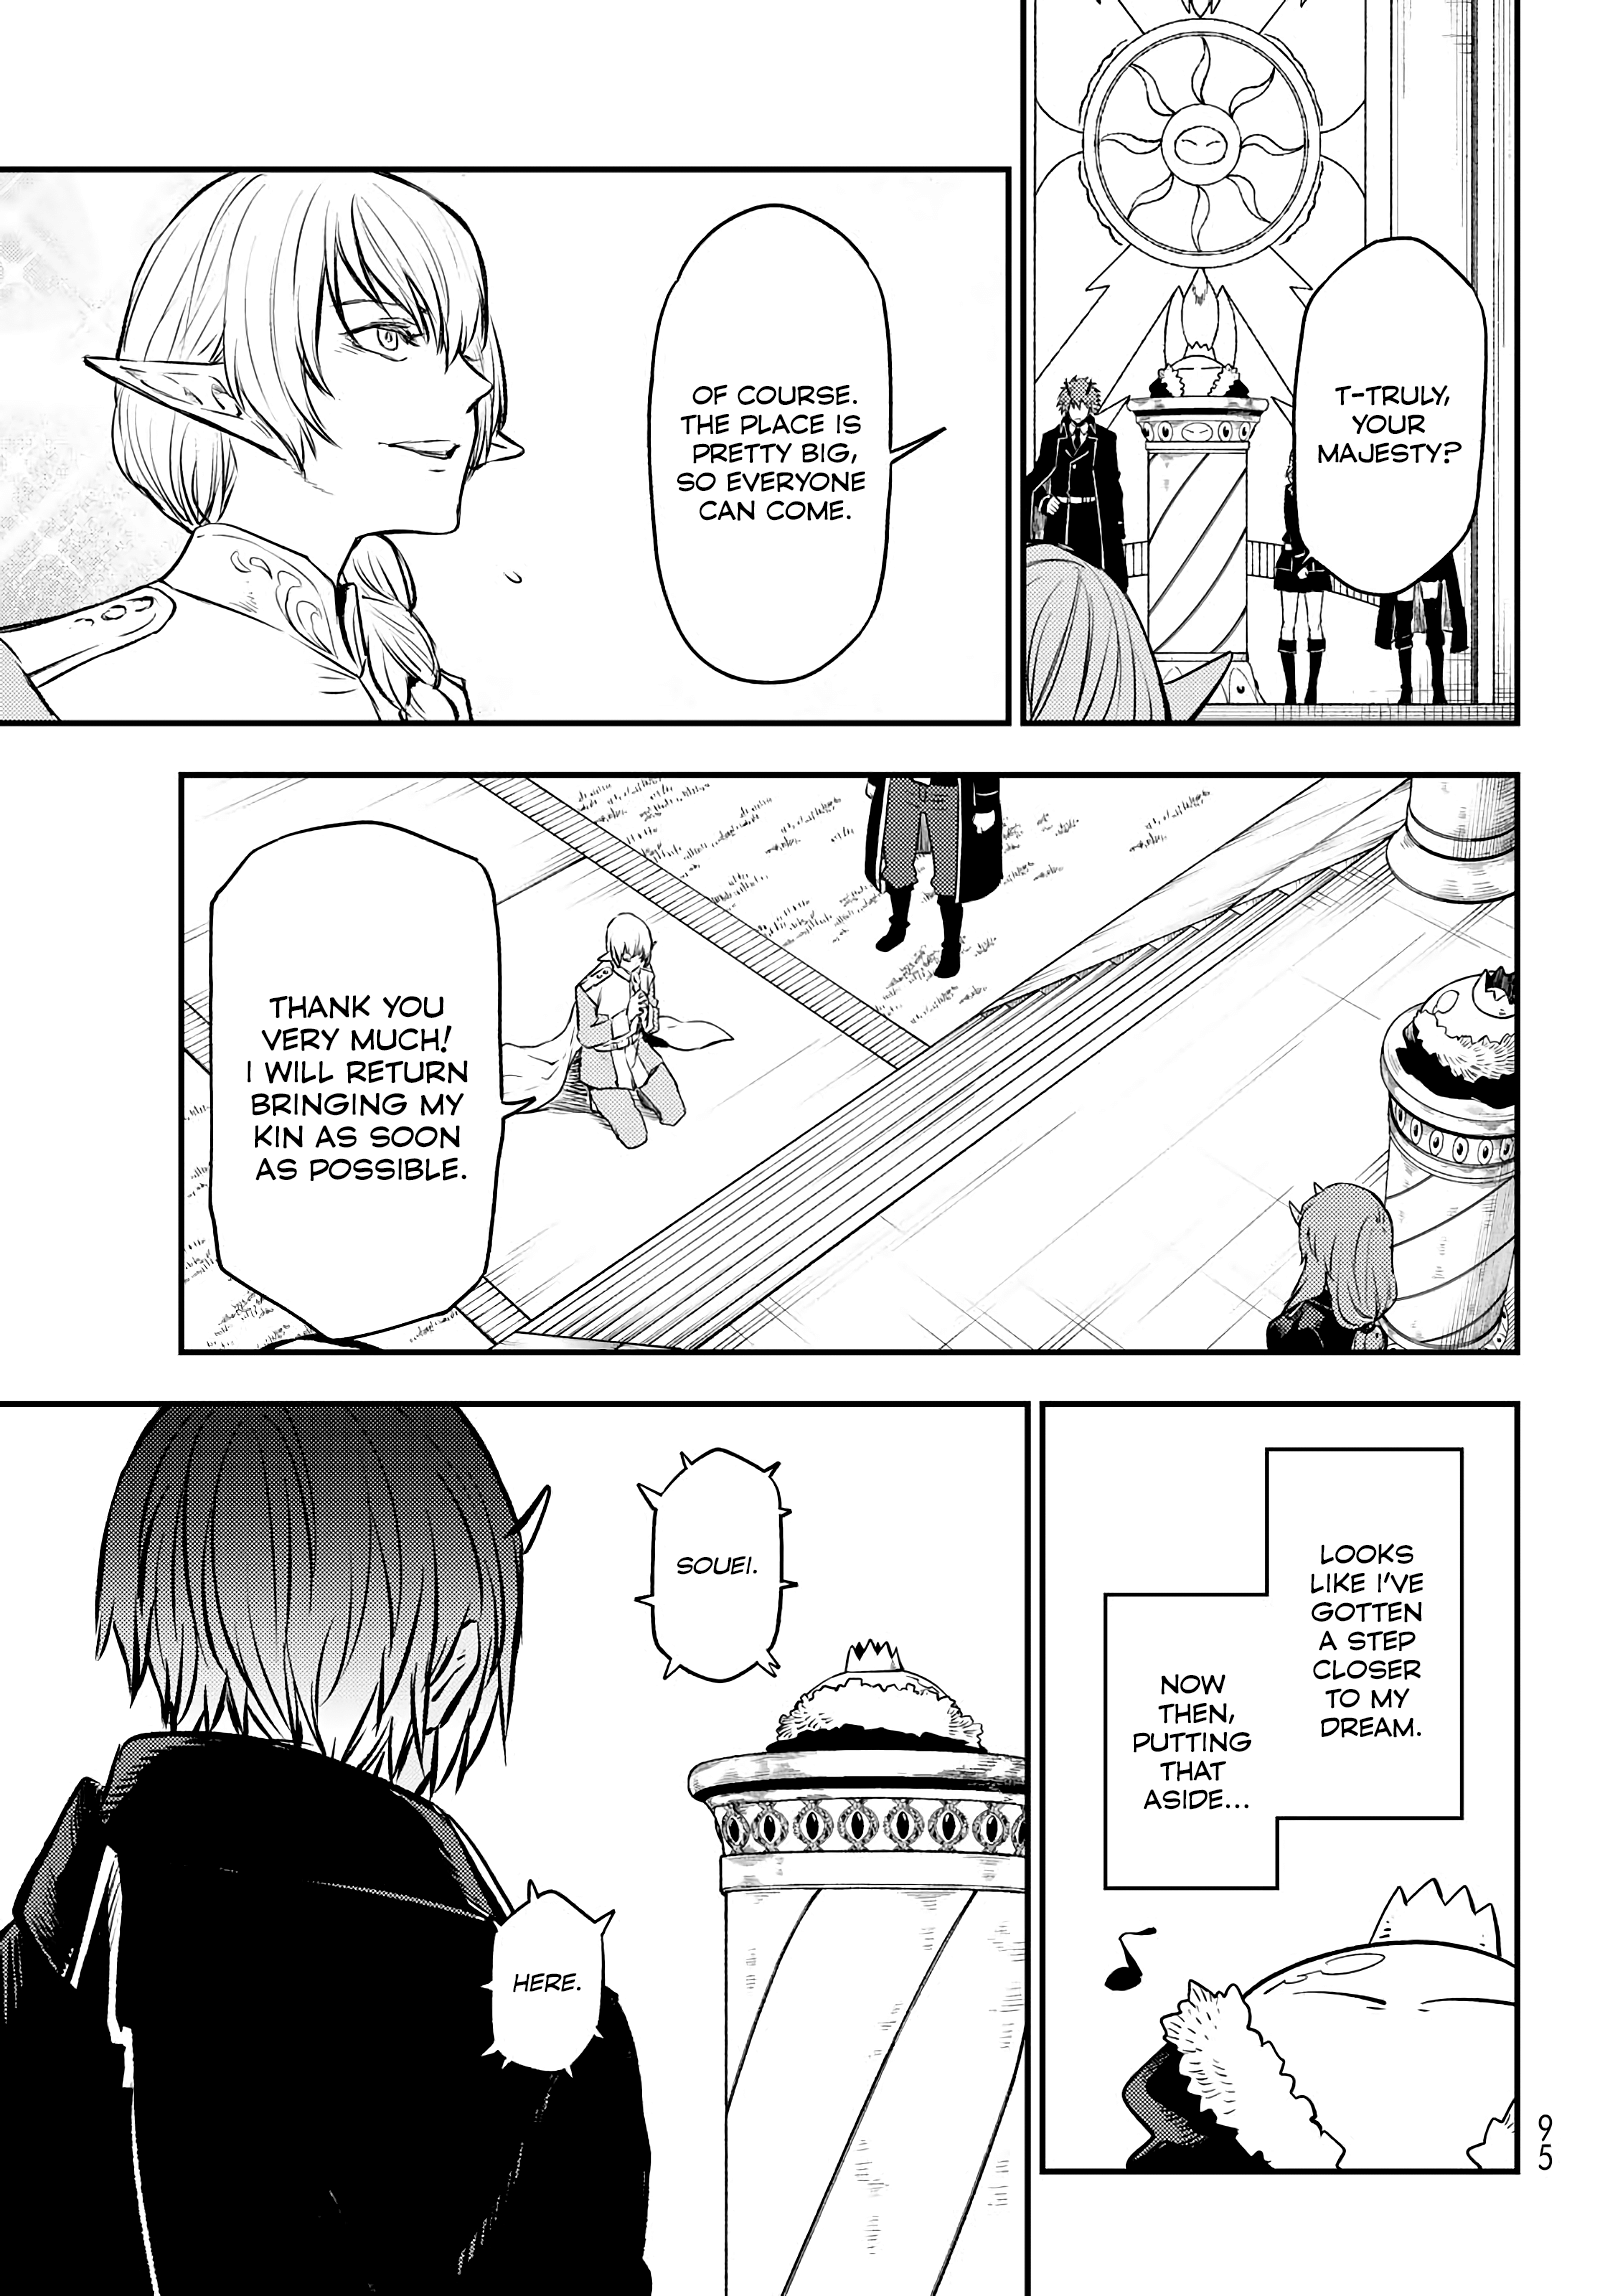 T-TRULY,
YOUR
MAJESTY?
OF COURSE.
THE PLACE IS
PRETTY BIG,
SO EVERYONE
CAN COME.
THANK YOU
VERY MUCH!
I WILL RETURN
BRINGING MY
KIN AS SOON
AS POSSIBLE.
LOOKS
LIKE I'VE
GOTTEN
A STEP
CLOSER
TO MY
DREAM.
NOW
THEN,
PUTTING
THAT
ASIDE...
SOUEI.
HERE.
95